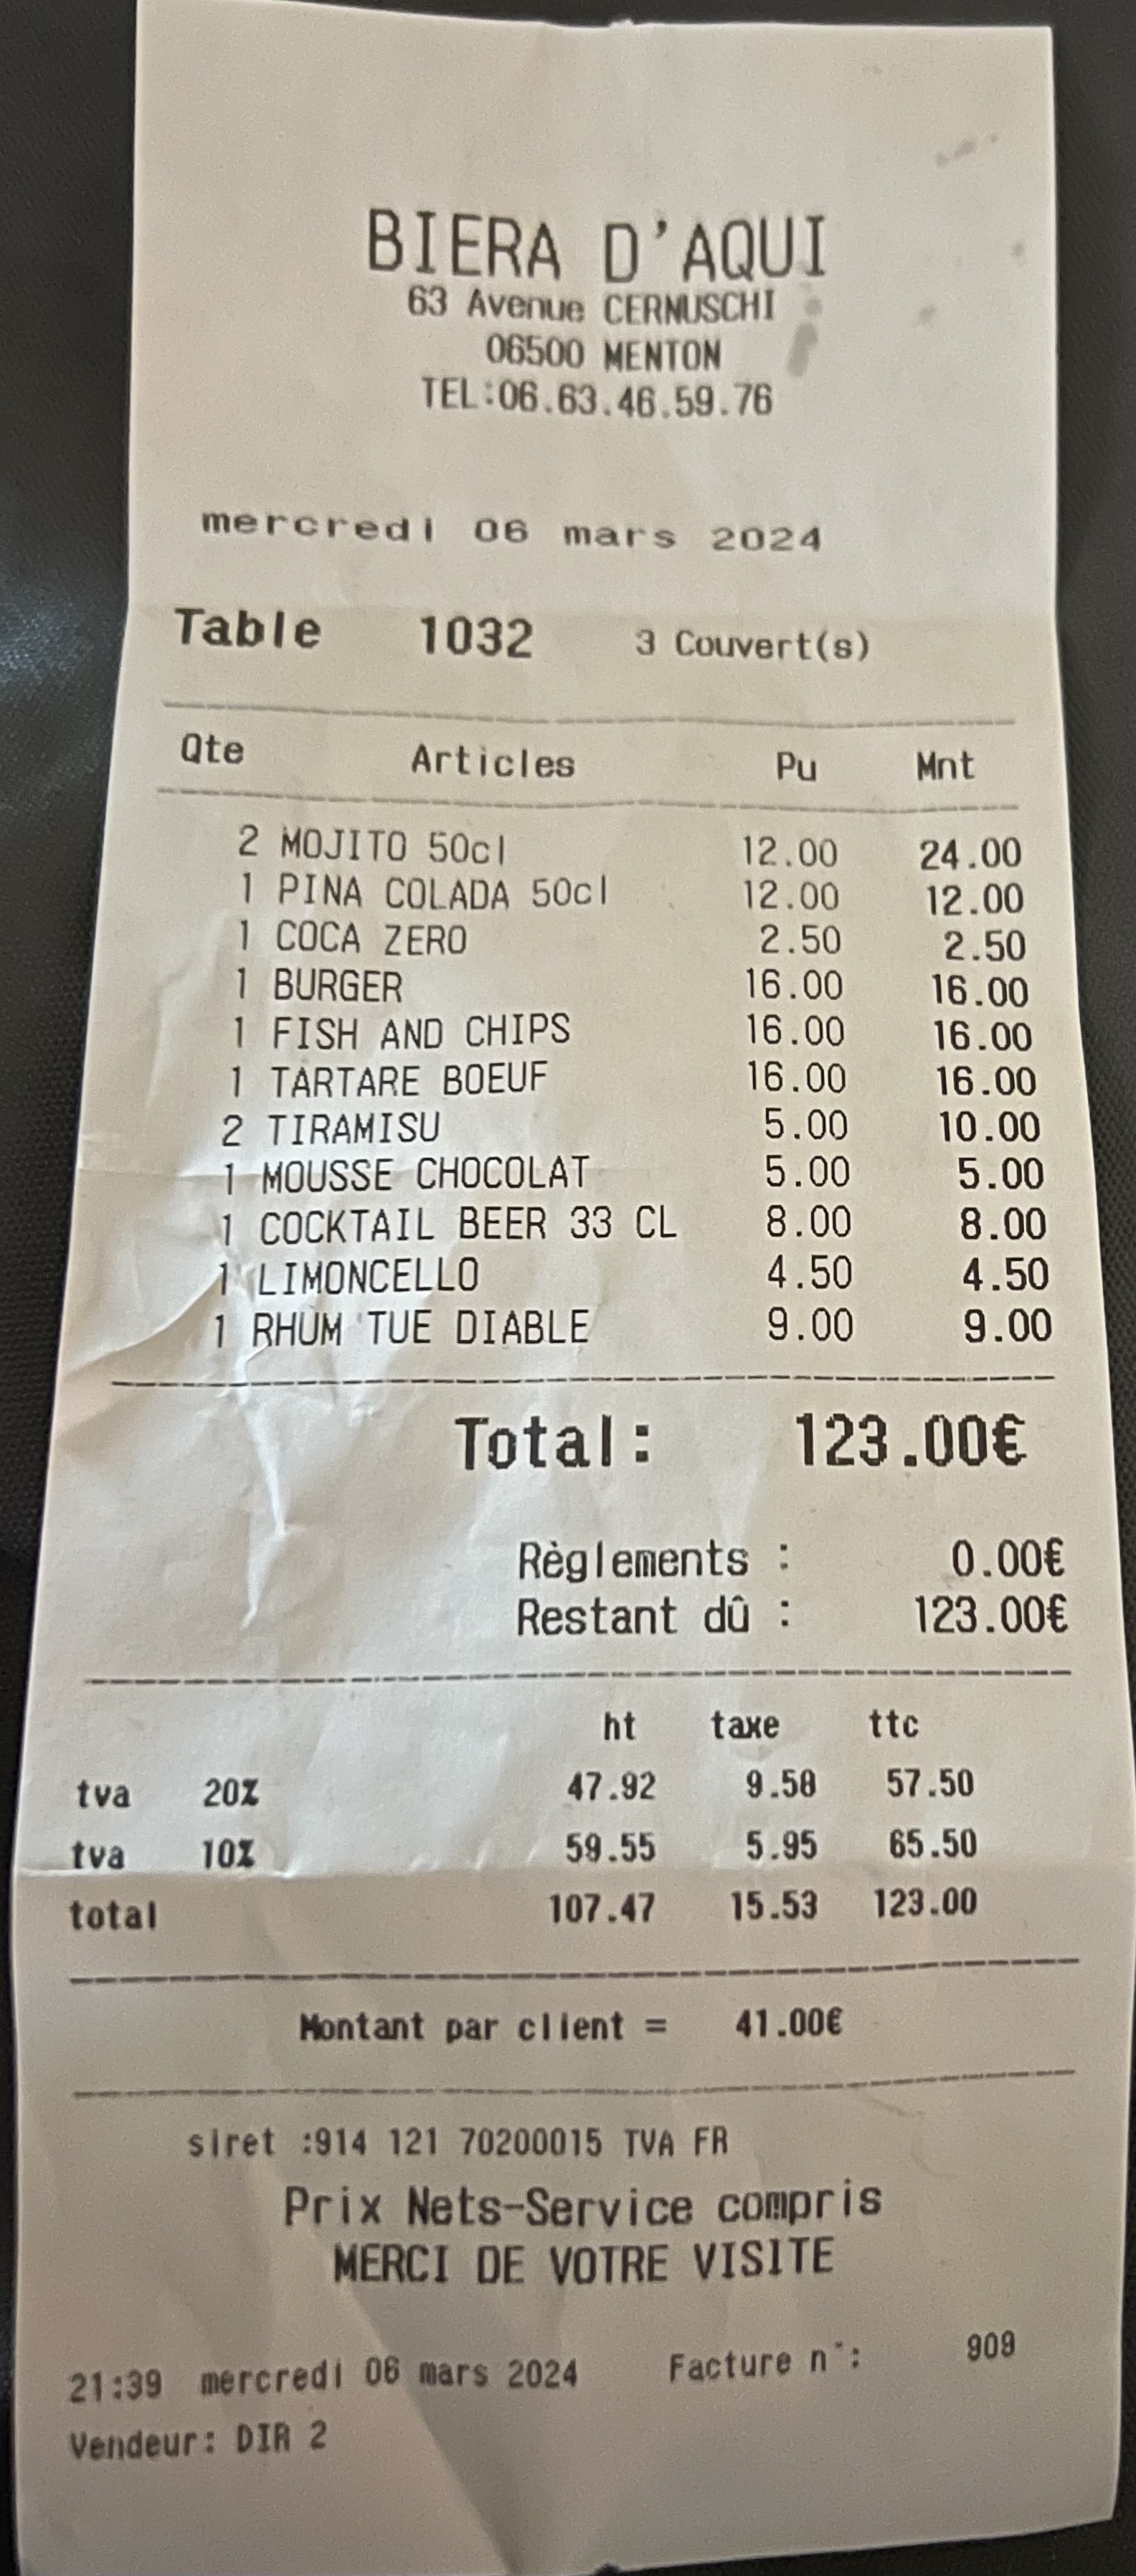 BIERA D'AQUI
63 Avenue CERNUSCHI
06500 MENTON
TEL:06.63.46.59.76
mercredi 06 mars 2024
Table 1032 3 Couvert(s)
Qte Articles Pu Mnt
2 MOJITO 50cl 12.00 24.00
1 PINA COLADA 50cl 12.00 12.00
1 COCA ZERO 2.50 2.50
1 BURGER 16.00 16.00
1 FISH AND CHIPS 16.00 16.00
1 TARTARE BOEUF 16.00 16.00
2 TIRAMISU 5.00 10.00
1 MOUSSE CHOCOLAT 5.00 5.00
1 COCKTAIL BEER 33 CL 8.00 8.00
1 LIMONCELLO 4.50 4.50
1 RHUM TUE DIABLE 9.00 9.00
Total: 123.00€
Règlements : 0.00€
Restant dû : 123.00€
ht taxe ttc
tva 20% 47.92 9.58 57.50
tva 10% 59.55 5.95 65.50
total 107.47 15.53 123.00
Montant par client = 41.00€
siret :914 121 70200015 TVA FR
Prix Nets-Service compris
MERCI DE VOTRE VISITE
21:39 mercredi 06 mars 2024 Facture n°: 909
Vendeur: DIR 2